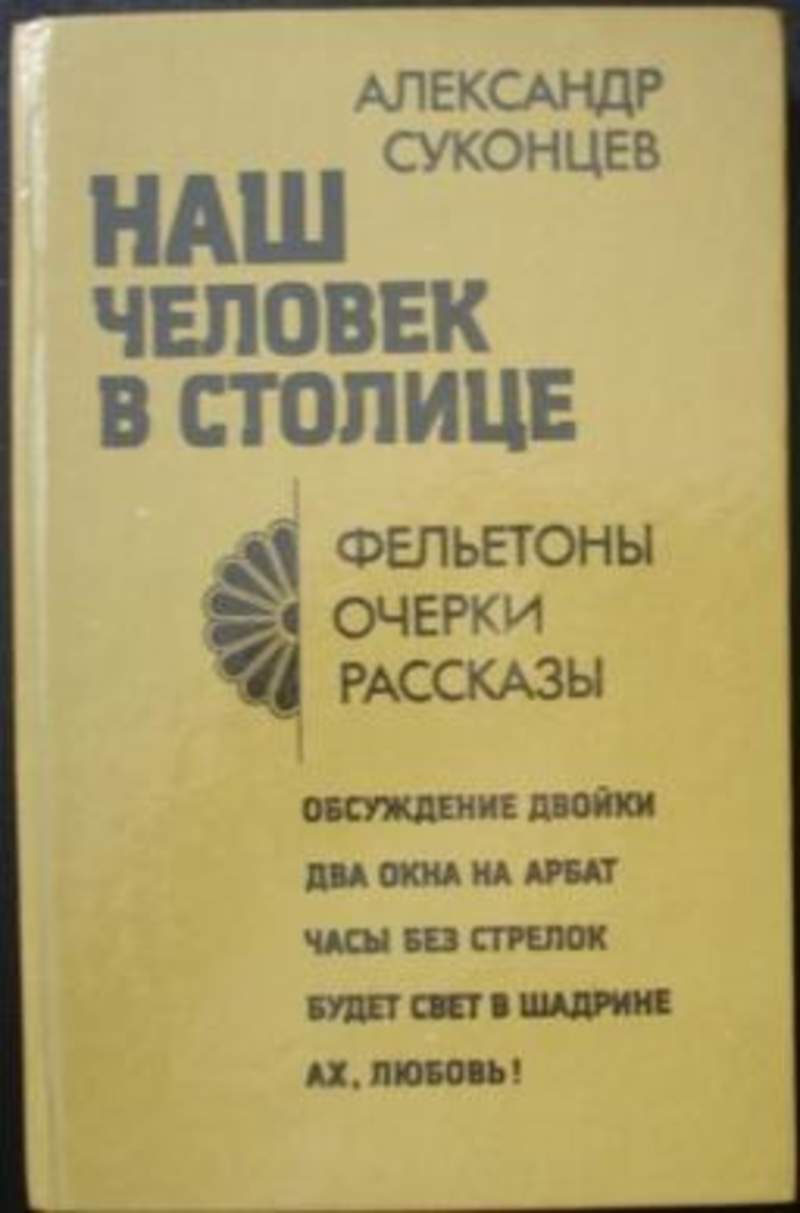 АЛЕКСАНДР
СУКОНЦЕВ
НАШ
ЧЕЛОВЕК
В СТОЛИЦЕ
ФЕЛЬЕТОНЫ
ОЧЕРКИ
РАССКАЗЫ
ОБСУЖДЕНИЕ ДВОЙКИ
ДВА ОКНА НА АРБАТ
ЧАСЫ БЕЗ СТРЕЛОК
БУДЕТ СВЕТ В ШАДРИНЕ
АХ, ЛЮБОВЬ!